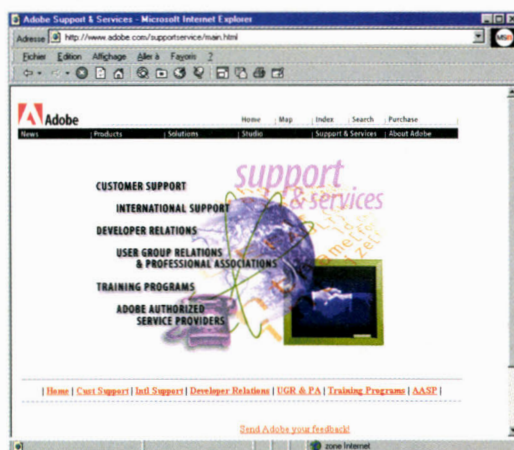 Adobe Support & Services - Microsoft Internet Explorer
Adresse http://www.adobe.com/supportservice/main.html
Fichier Edition Affichage Aller à Favoris ?
Adobe
Home | Map | Index | Search | Purchase
News | Products | Solutions | Studio | Support & Services | About Adobe
support
& services
CUSTOMER SUPPORT
INTERNATIONAL SUPPORT
DEVELOPER RELATIONS
USER GROUP RELATIONS
& PROFESSIONAL ASSOCIATIONS
TRAINING PROGRAMS
ADOBE AUTHORIZED
SERVICE PROVIDERS
| Home | Cust Support | Intl Support | Developer Relations | UGR & PA | Training Programs | AASP |
Send Adobe your feedback!
zone Internet